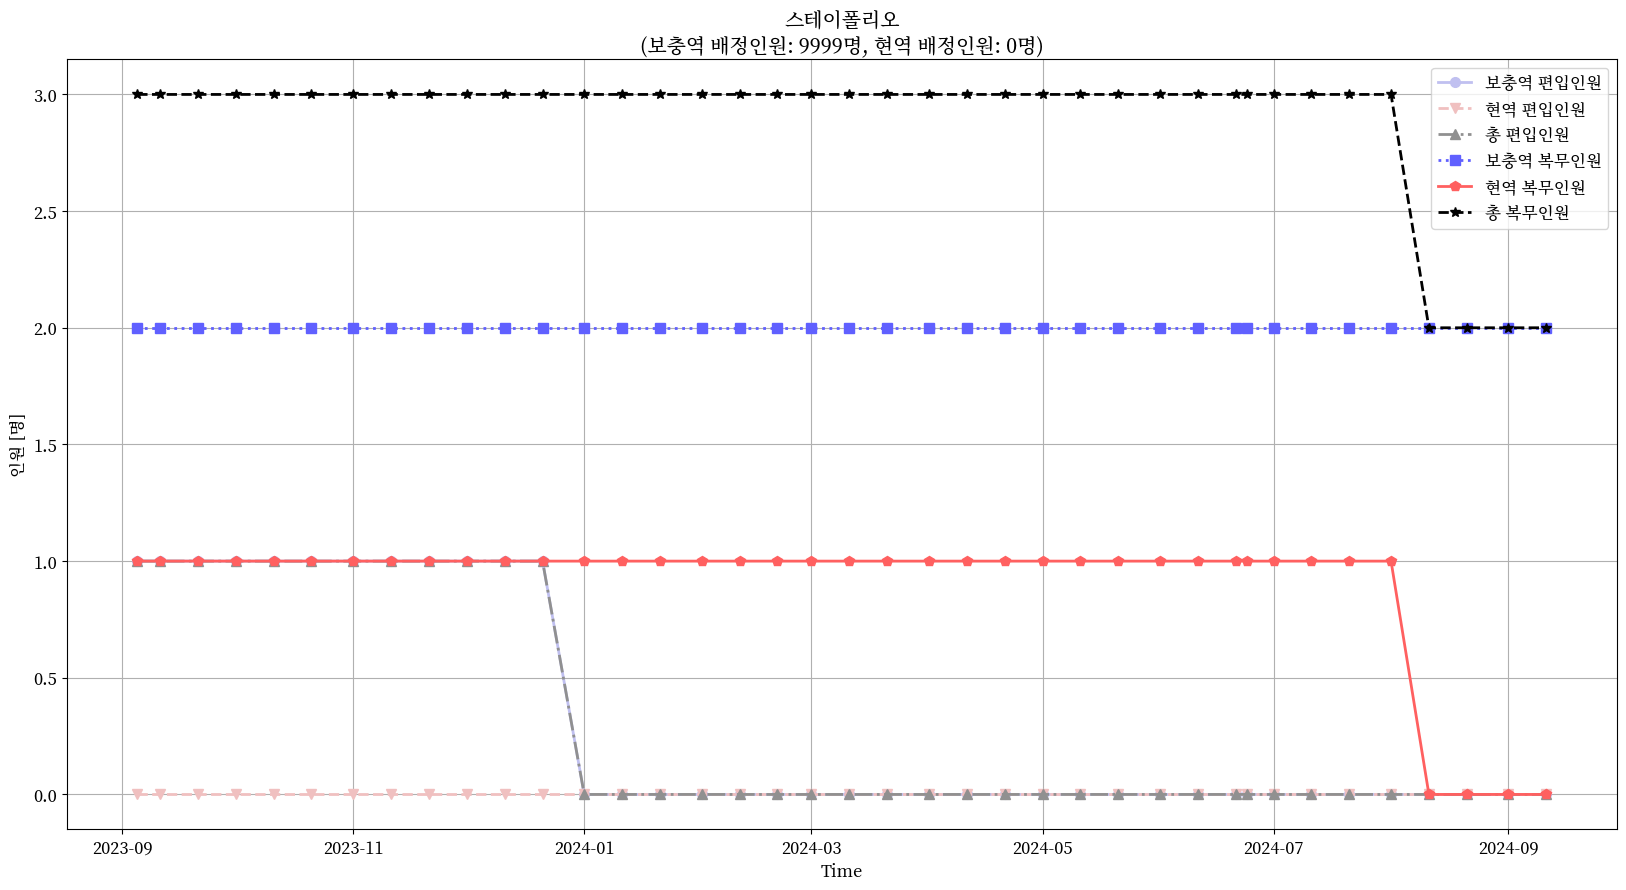 스테이폴리오
(보충역 배정인원: 9999명, 현역 배정인원: 0명)
보충역 편입인원
현역 편입인원
총 편입인원
보충역 복무인원
현역 복무인원
총 복무인원
인원 [명]
3.0
2.5
2.0
1.5
1.0
0.5
0.0
2023-09
2023-11
2024-01
2024-03
2024-05
2024-07
2024-09
Time